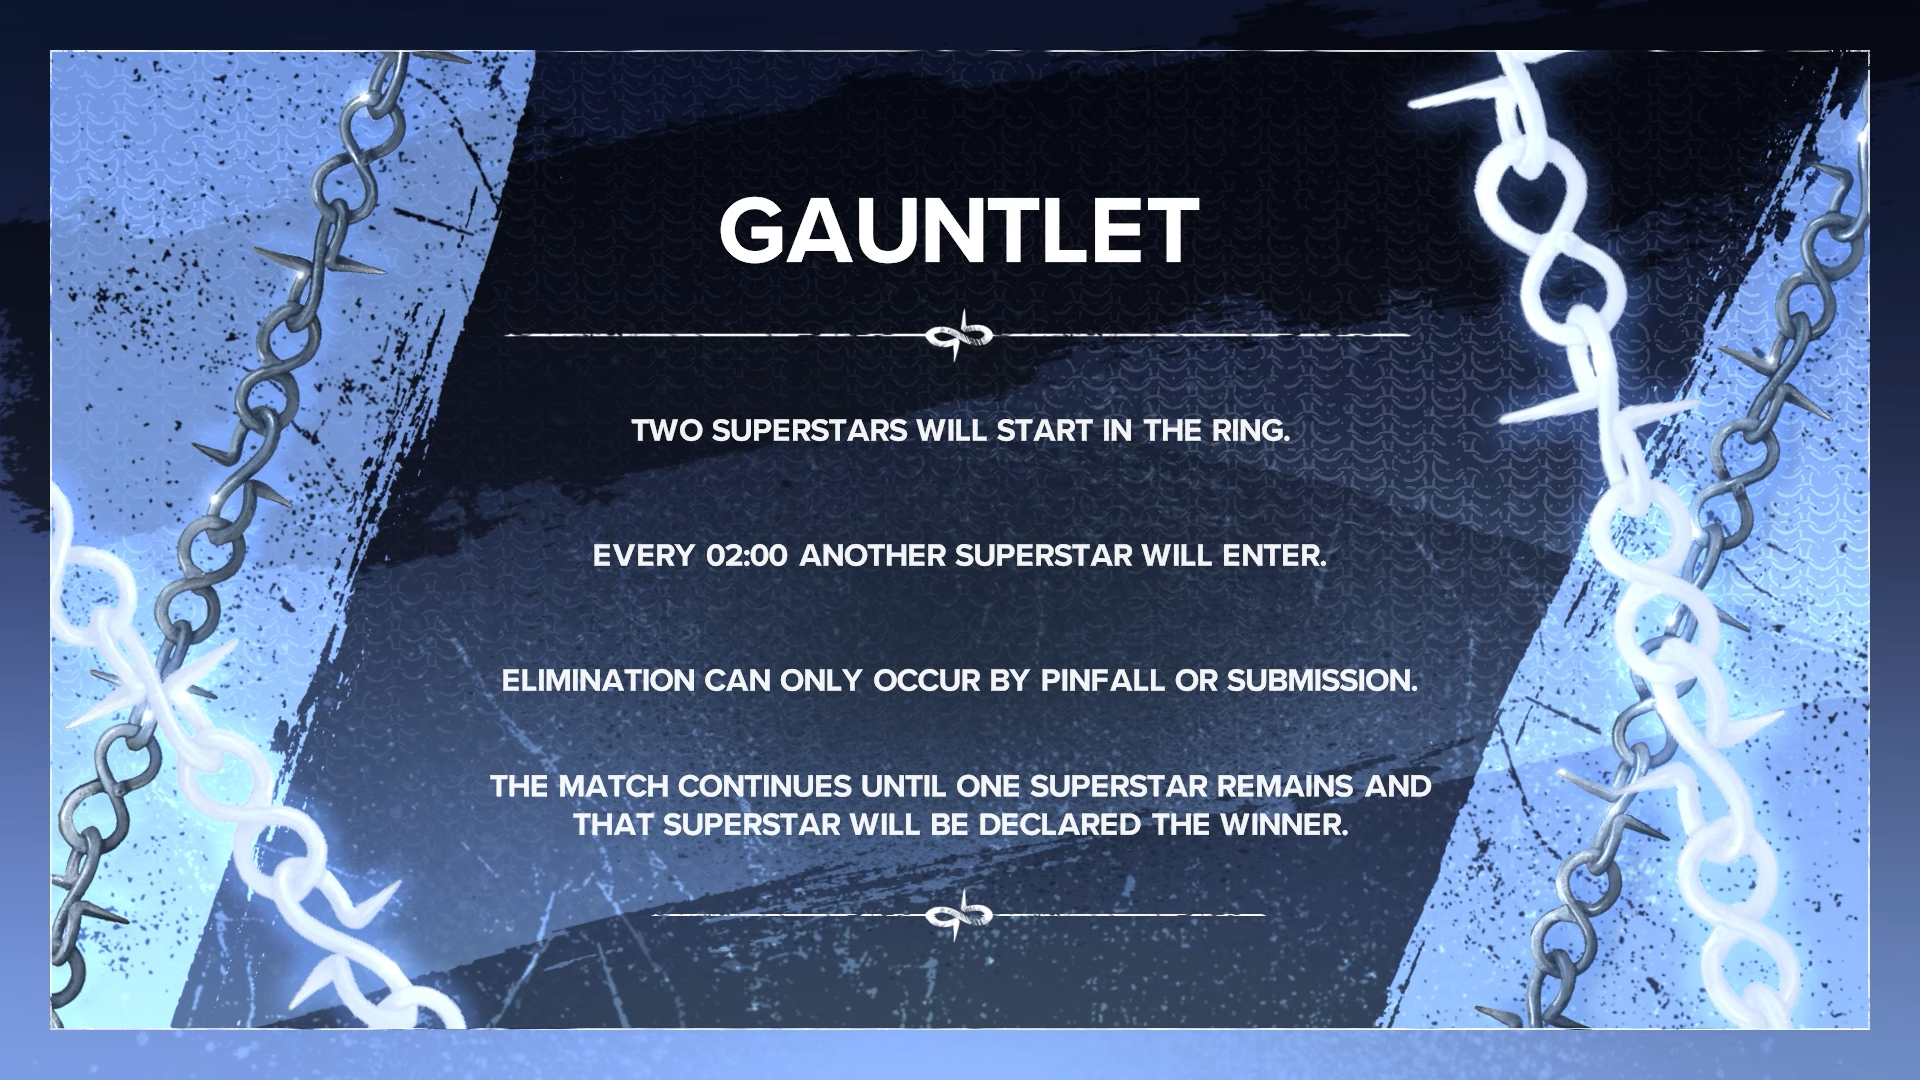 GAUNTLET
TWO SUPERSTARS WILL START IN THE RING.
EVERY 02:00 ANOTHER SUPERSTAR WILL ENTER.
ELIMINATION CAN ONLY OCCUR BY PINFALL OR SUBMISSION.
THE MATCH CONTINUES UNTIL ONE SUPERSTAR REMAINS AND
THAT SUPERSTAR WILL BE DECLARED THE WINNER.